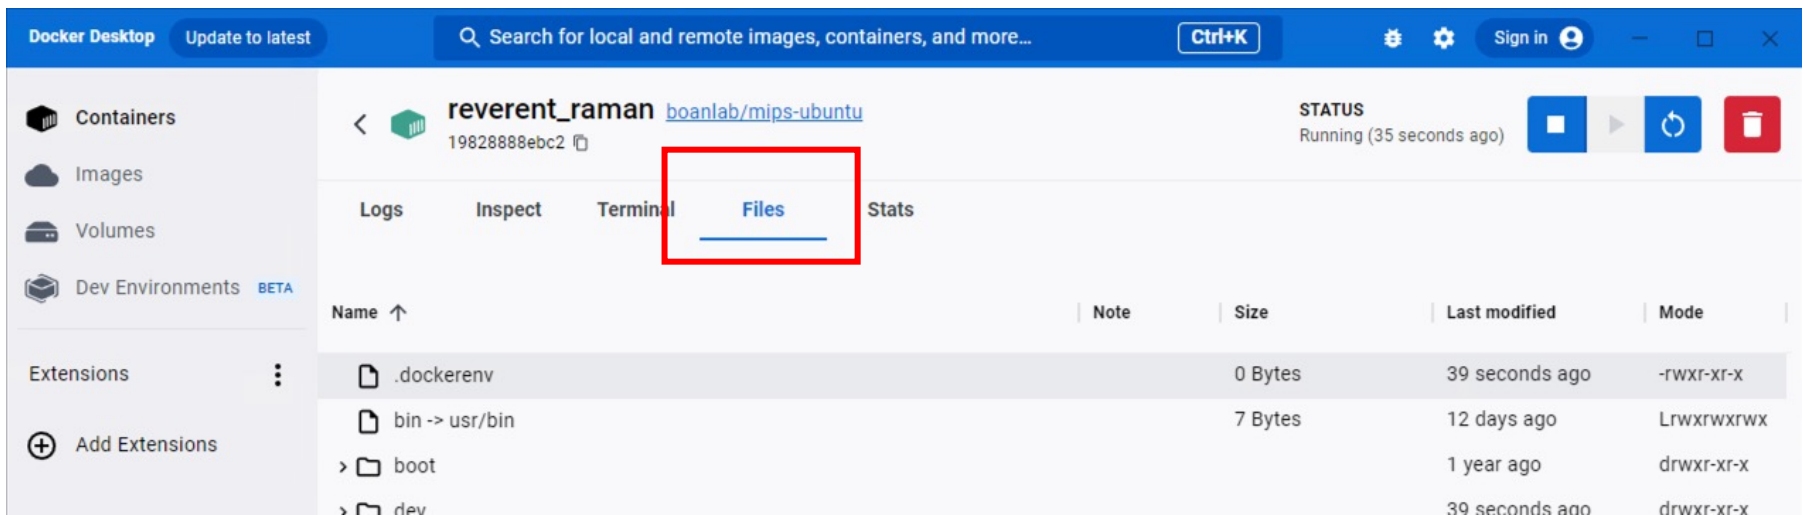 Docker Desktop Update to latest Search for local and remote images, containers, and more... Ctrl+K Sign in
Containers
Images
Volumes
Dev Environments BETA
Extensions
Add Extensions
reverent_raman boanlab/mips-ubuntu
19828888ebc2
STATUS
Running (35 seconds ago)
Logs Inspect Terminal Files Stats
Name Note Size Last modified Mode
.dockerenv 0 Bytes 39 seconds ago -rwxr-xr-x
bin -> usr/bin 7 Bytes 12 days ago Lrwxrwxrwx
boot 1 year ago drwxr-xr-x
dev 39 seconds ago drwxr-xr-x